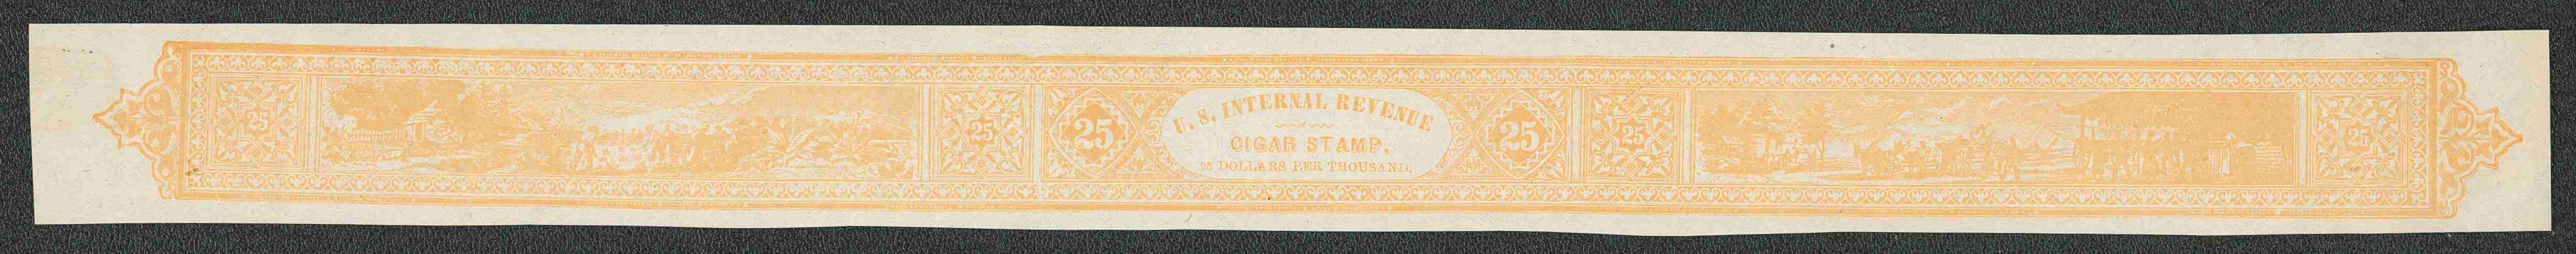 25
25
25
U. S. INTERNAL REVENUE
CIGAR STAMP.
25 DOLLARS PER THOUSAND.
25
25
25